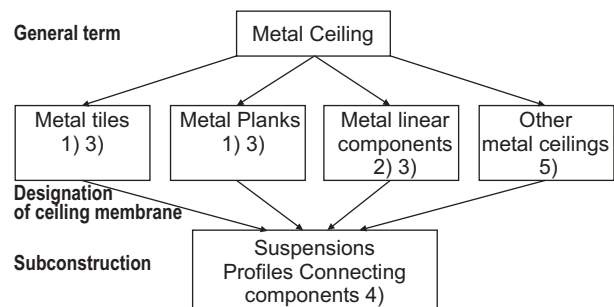 General term
Metal Ceiling
Metal tiles
1) 3)
Metal Planks
1) 3)
Metal linear
components
2) 3)
Other
metal ceilings
5)
Designation
of ceiling membrane
Subconstruction
Suspensions
Profiles Connecting
components 4)